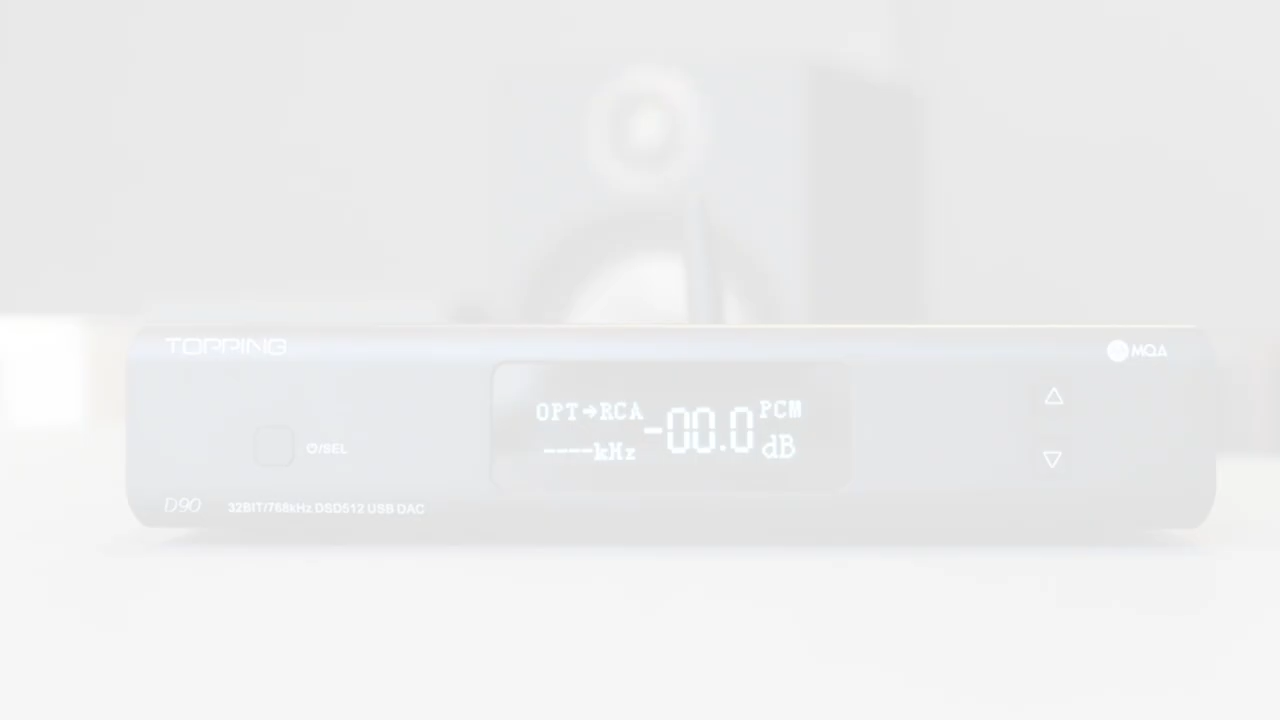 TOPPING
MQA
OPT→RCA
-00.0
PCM
----kHz
dB
⏻/SEL
D90
32BIT/768kHz DSD512 USB DAC